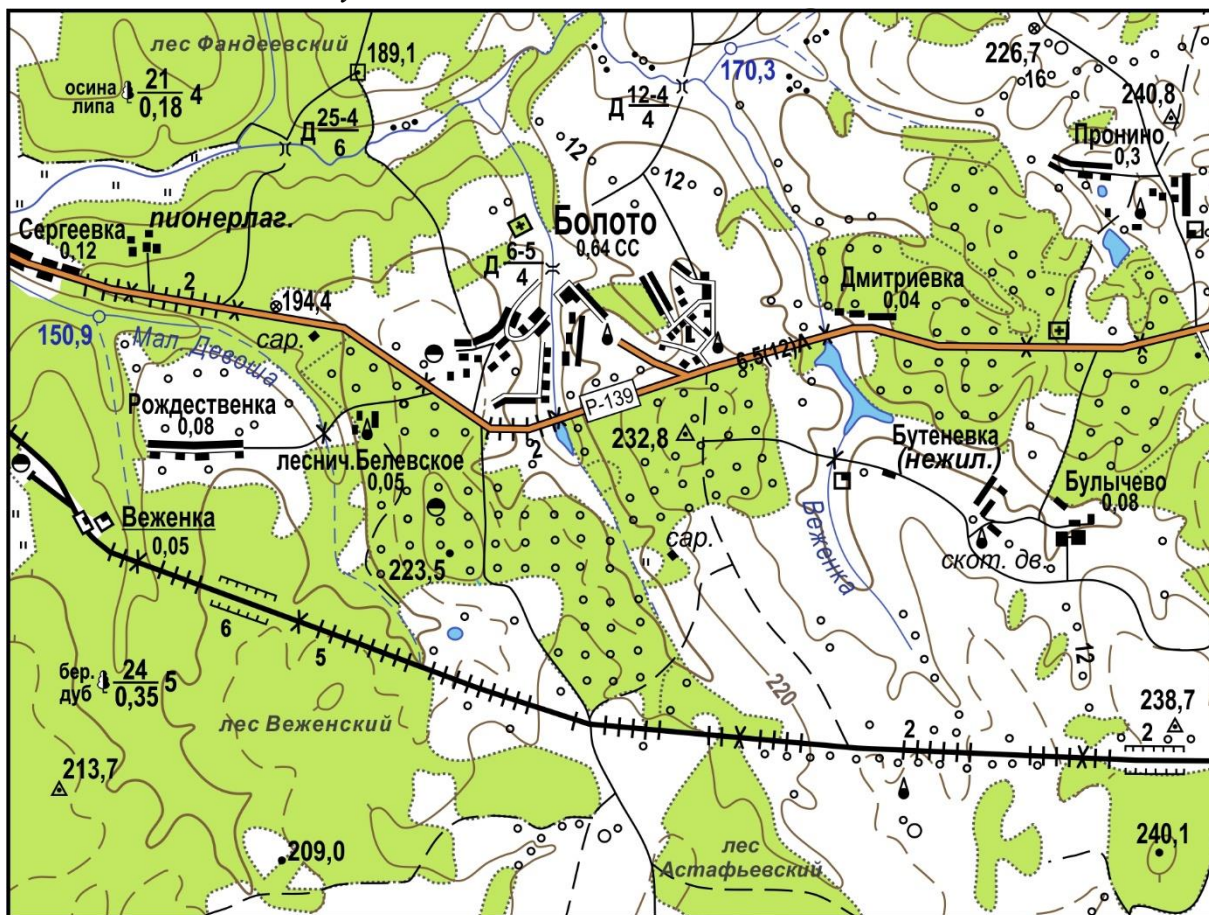 лес Фандеевский
189,1
осина
липа
21
0,18
4
Д
25-4
6
Д
12-4
4
170,3
226,7
16
240,8
Пронино
0,3
12
12
пионерлаг.
Сергеевка
0,12
2
Болото
0,64 СС
Д
6-5
4
Дмитриевка
0,04
194,4
150,9
Мал. Девоша
сар.
6,5(12)А
Р-139
Рождественка
0,08
2
232,8
леснич.Белевское
0,05
Бутеневка
(нежил.)
Булычево
0,08
Веженка
0,05
сар.
Веженка
скот. дв.
223,5
6
5
бер.
дуб
24
0,35
5
лес Веженский
220
12
238,7
2
2
213,7
209,0
лес
Астафьевский
240,1